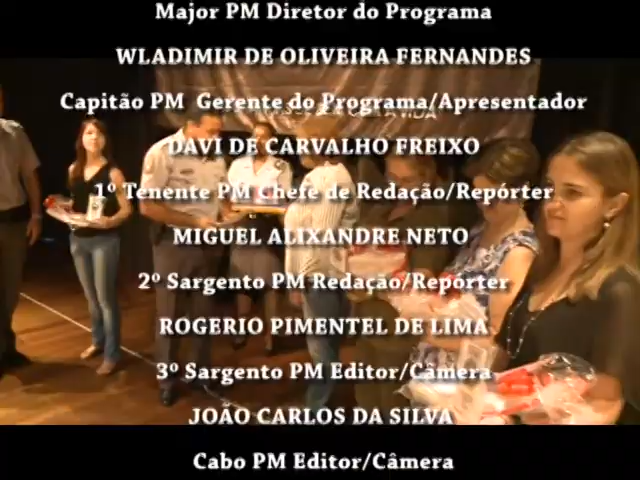 Major PM Diretor do Programa
WLADIMIR DE OLIVEIRA FERNANDES
Capitão PM Gerente do Programa/Apresentador
DAVI DE CARVALHO FREIXO
1º Tenente PM Chefe de Redação/Repórter
MIGUEL ALIXANDRE NETO
2º Sargento PM Redação/Repórter
ROGERIO PIMENTEL DE LIMA
3º Sargento PM Editor/Câmera
JOÃO CARLOS DA SILVA
Cabo PM Editor/Câmera